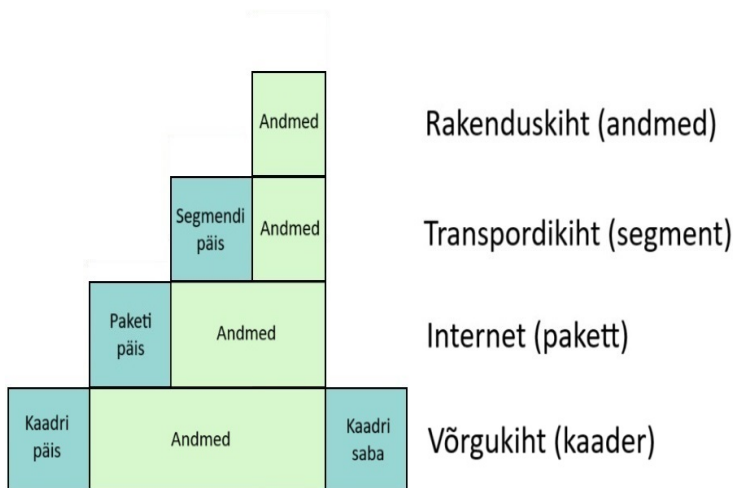 Andmed
Rakenduskiht (andmed)
Segmendi
päis
Andmed
Transpordikiht (segment)
Paketi
päis
Andmed
Internet (pakett)
Kaadri
päis
Andmed
Kaadri
saba
Võrgukiht (kaader)